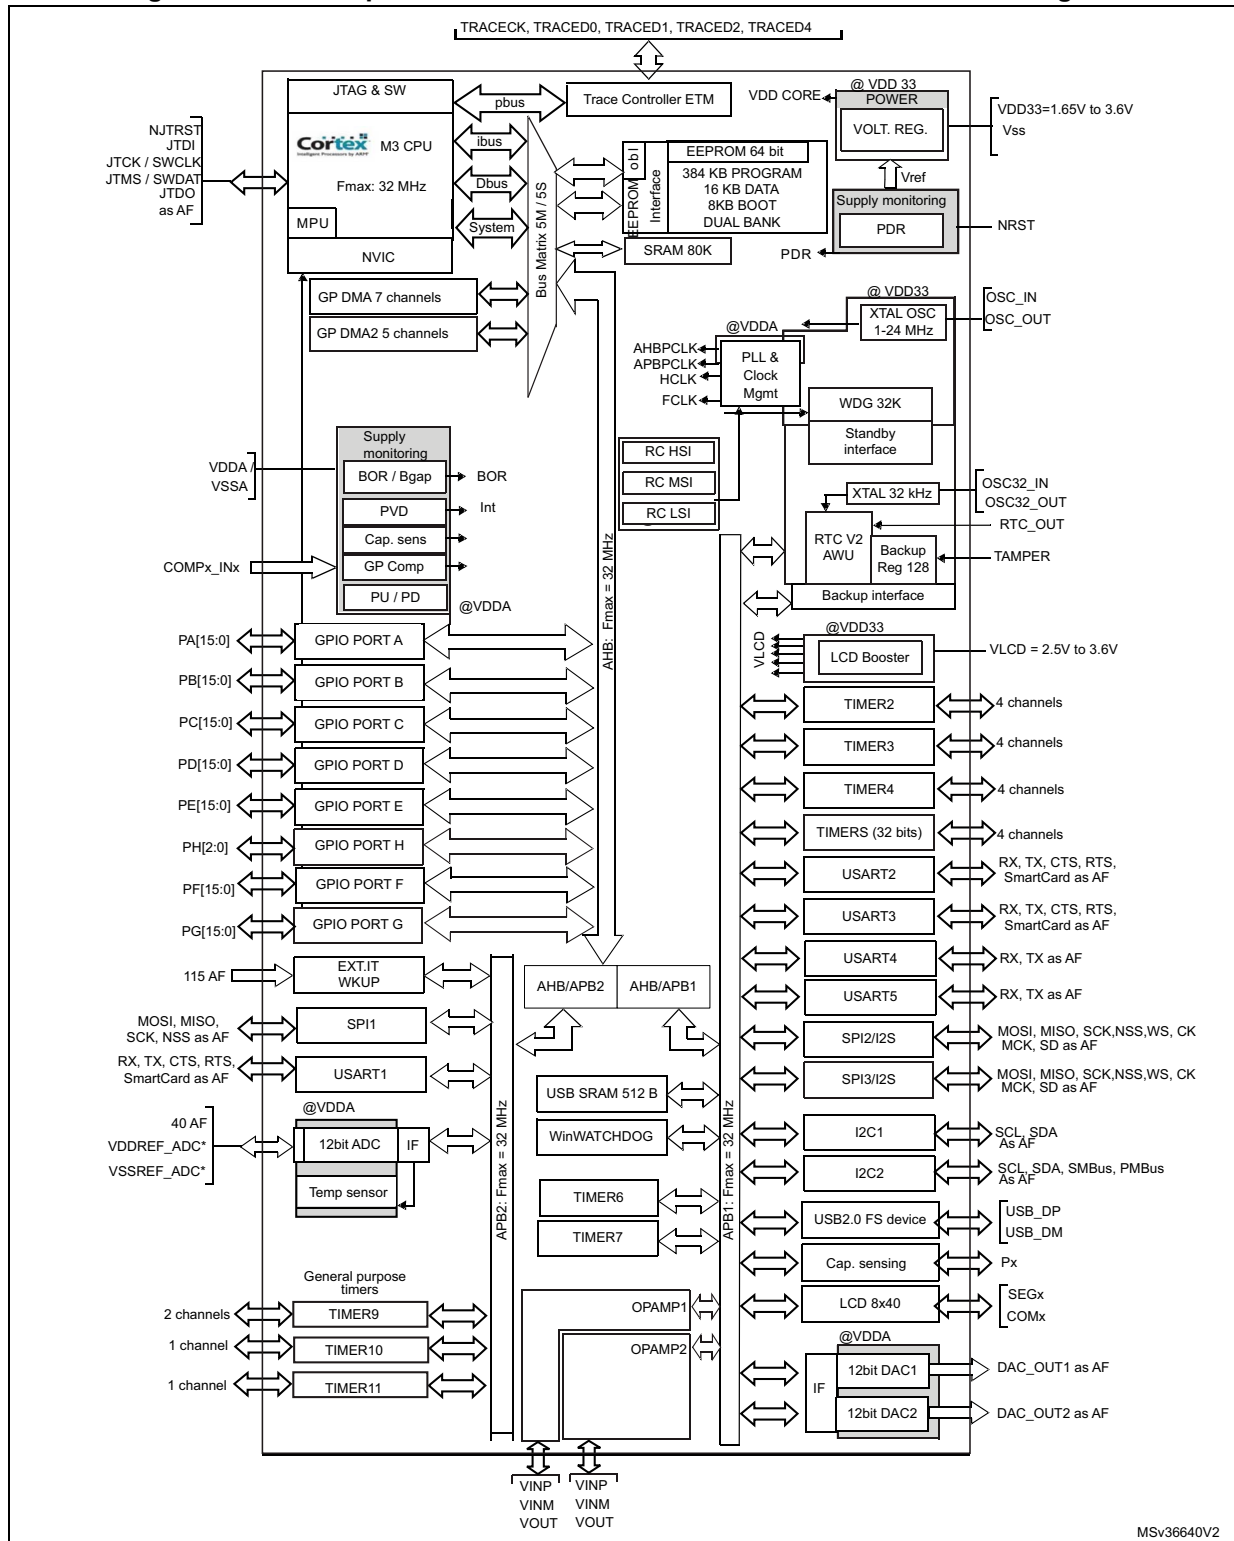 TRACECK, TRACED0, TRACED1, TRACED2, TRACED4
JTAG & SW
pbus
Trace Controller ETM
VDD CORE
@ VDD 33
POWER
VOLT. REG.
VDD33=1.65V to 3.6V
Vss
NJTRST
JTDI
JTCK / SWCLK
JTMS / SWDAT
JTDO
as AF
Cortex
Intelligent Processors by ARM®
M3 CPU
Fmax: 32 MHz
MPU
NVIC
ibus
Dbus
System
Bus Matrix 5M / 5S
EEPROM obl
Interface
EEPROM 64 bit
384 KB PROGRAM
16 KB DATA
8KB BOOT
DUAL BANK
SRAM 80K
Vref
Supply monitoring
PDR
NRST
PDR
GP DMA 7 channels
GP DMA2 5 channels
@ VDD33
XTAL OSC
1-24 MHz
OSC_IN
OSC_OUT
@VDDA
AHBPCLK
APBPCLK
HCLK
FCLK
PLL &
Clock
Mgmt
WDG 32K
Standby
interface
Supply
monitoring
VDDA /
VSSA
BOR / Bgap
BOR
PVD
Int
Cap. sens
GP Comp
COMPx_INx
PU / PD
@VDDA
RC HSI
RC MSI
RC LSI
XTAL 32 kHz
OSC32_IN
OSC32_OUT
RTC_OUT
RTC V2
AWU
Backup
Reg 128
TAMPER
Backup interface
AHB: Fmax = 32 MHz
PA[15:0]
GPIO PORT A
PB[15:0]
GPIO PORT B
PC[15:0]
GPIO PORT C
PD[15:0]
GPIO PORT D
PE[15:0]
GPIO PORT E
PH[2:0]
GPIO PORT H
PF[15:0]
GPIO PORT F
PG[15:0]
GPIO PORT G
@VDD33
VLCD
LCD Booster
VLCD = 2.5V to 3.6V
TIMER2
4 channels
TIMER3
4 channels
TIMER4
4 channels
TIMERS (32 bits)
4 channels
USART2
RX, TX, CTS, RTS,
SmartCard as AF
USART3
RX, TX, CTS, RTS,
SmartCard as AF
USART4
RX, TX as AF
USART5
RX, TX as AF
115 AF
EXT.IT
WKUP
AHB/APB2
AHB/APB1
MOSI, MISO,
SCK, NSS as AF
SPI1
RX, TX, CTS, RTS,
SmartCard as AF
USART1
SPI2/I2S
MOSI, MISO, SCK,NSS,WS, CK
MCK, SD as AF
SPI3/I2S
MOSI, MISO, SCK,NSS,WS, CK
MCK, SD as AF
@VDDA
40 AF
VDDREF_ADC*
VSSREF_ADC*
12bit ADC
IF
Temp sensor
APB2: Fmax = 32 MHz
USB SRAM 512 B
WinWATCHDOG
TIMER6
TIMER7
APB1: Fmax = 32 MHz
I2C1
SCL, SDA
As AF
I2C2
SCL, SDA, SMBus, PMBus
As AF
USB2.0 FS device
USB_DP
USB_DM
Cap. sensing
Px
LCD 8x40
SEGx
COMx
General purpose
timers
2 channels
TIMER9
1 channel
TIMER10
1 channel
TIMER11
OPAMP1
OPAMP2
@VDDA
IF
12bit DAC1
DAC_OUT1 as AF
12bit DAC2
DAC_OUT2 as AF
VINP
VINM
VOUT
VINP
VINM
VOUT
MSv36640V2